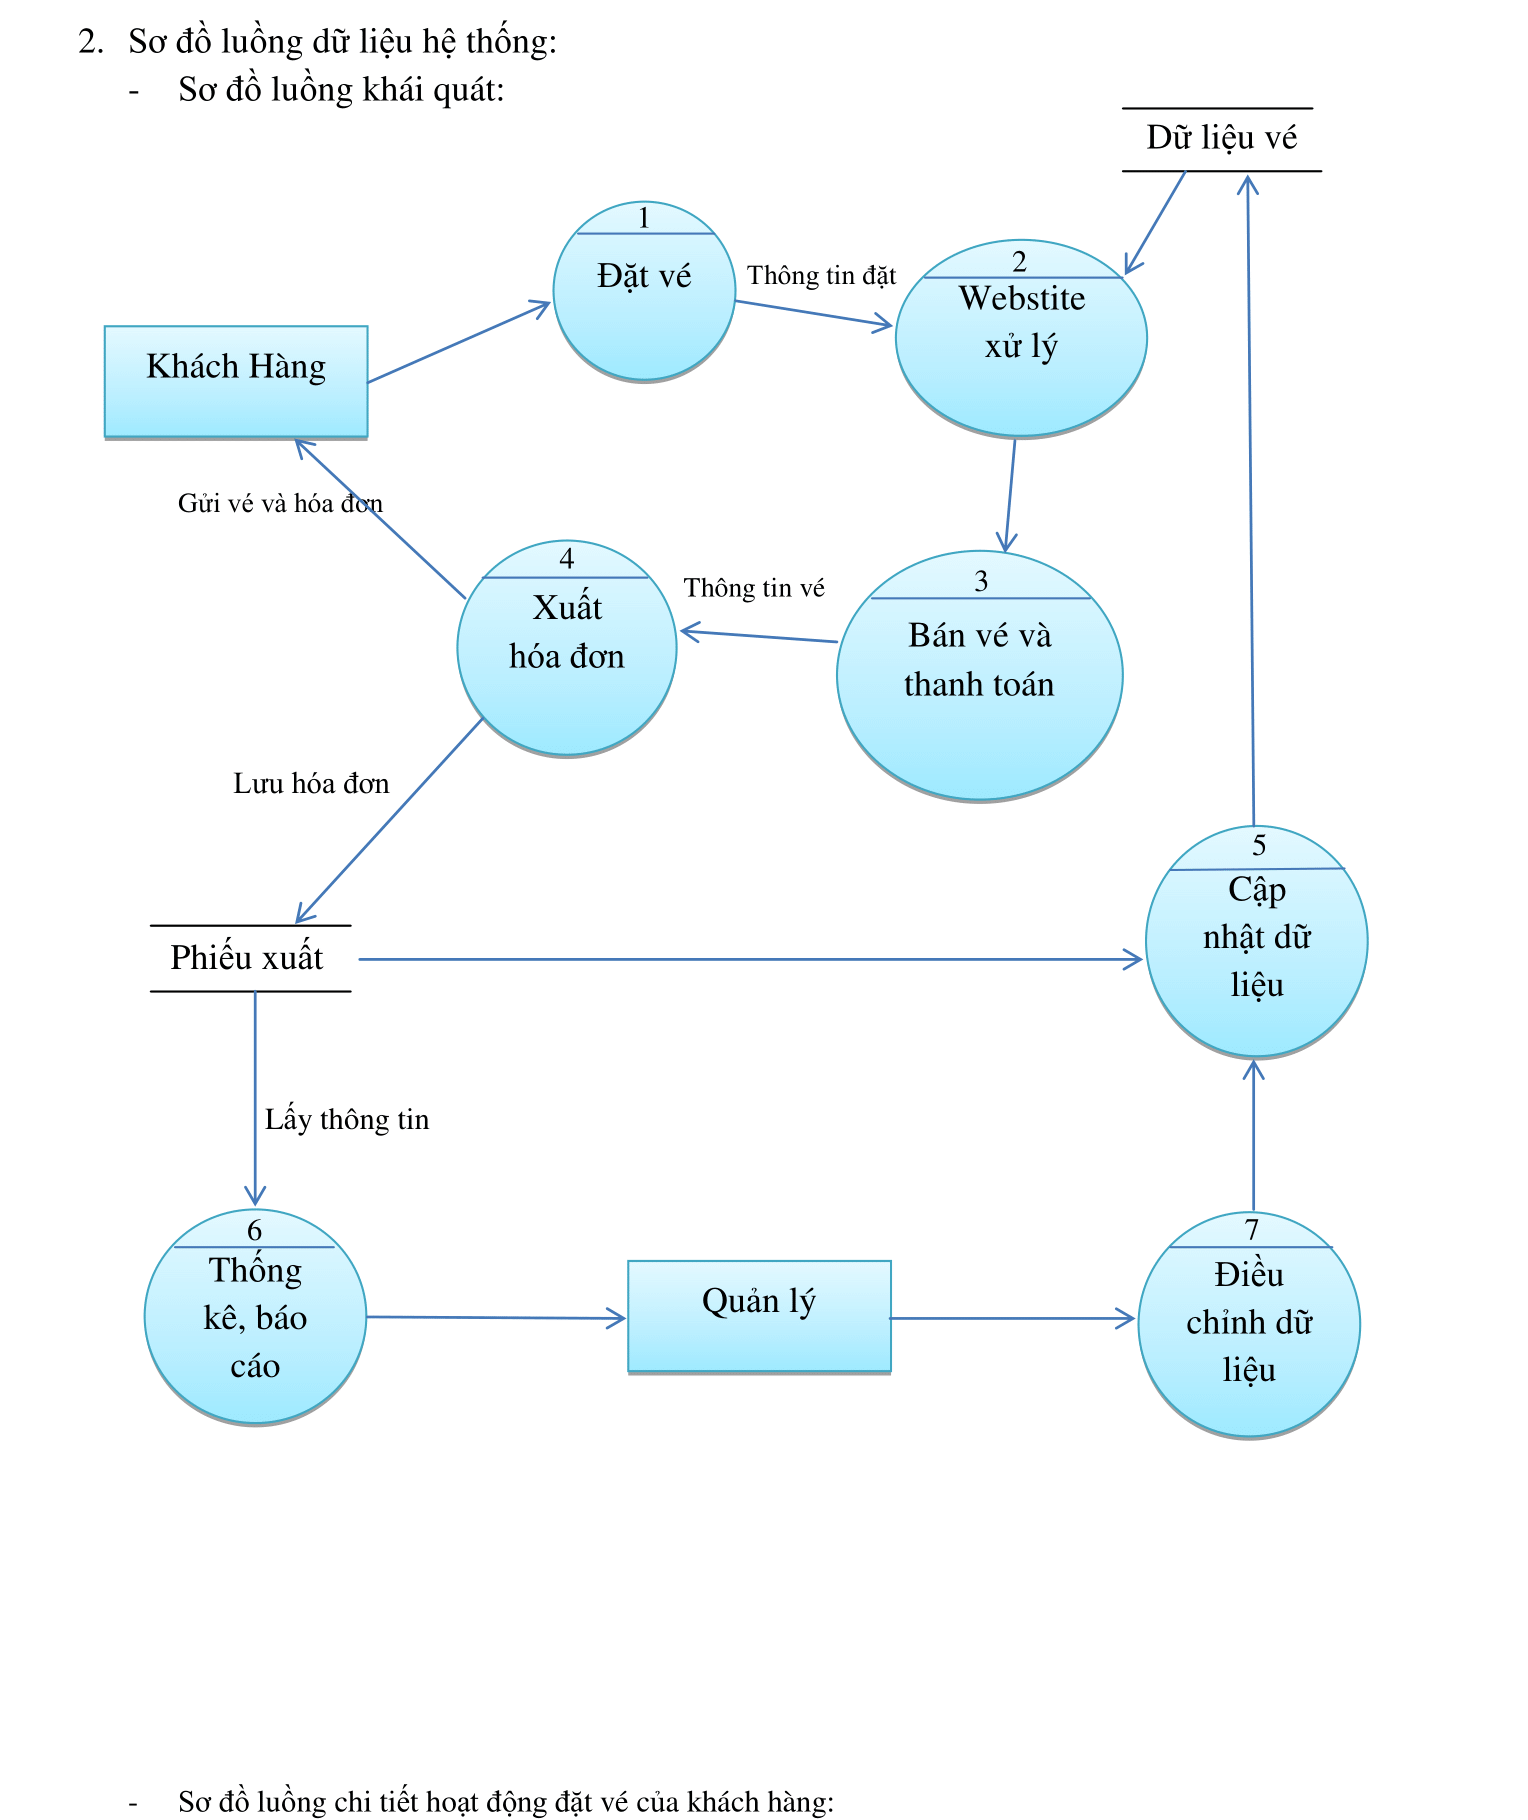 2. Sơ đồ luồng dữ liệu hệ thống:
- Sơ đồ luồng khái quát:
Dữ liệu vé
1
Đặt vé
Thông tin đặt
2
Webstite
xử lý
Khách Hàng
Gửi vé và hóa đơn
4
Xuất
hóa đơn
Thông tin vé
3
Bán vé và
thanh toán
Lưu hóa đơn
5
Cập
nhật dữ
liệu
Phiếu xuất
Lấy thông tin
6
Thống
kê, báo
cáo
Quản lý
7
Điều
chỉnh dữ
liệu
- Sơ đồ luồng chi tiết hoạt động đặt vé của khách hàng: